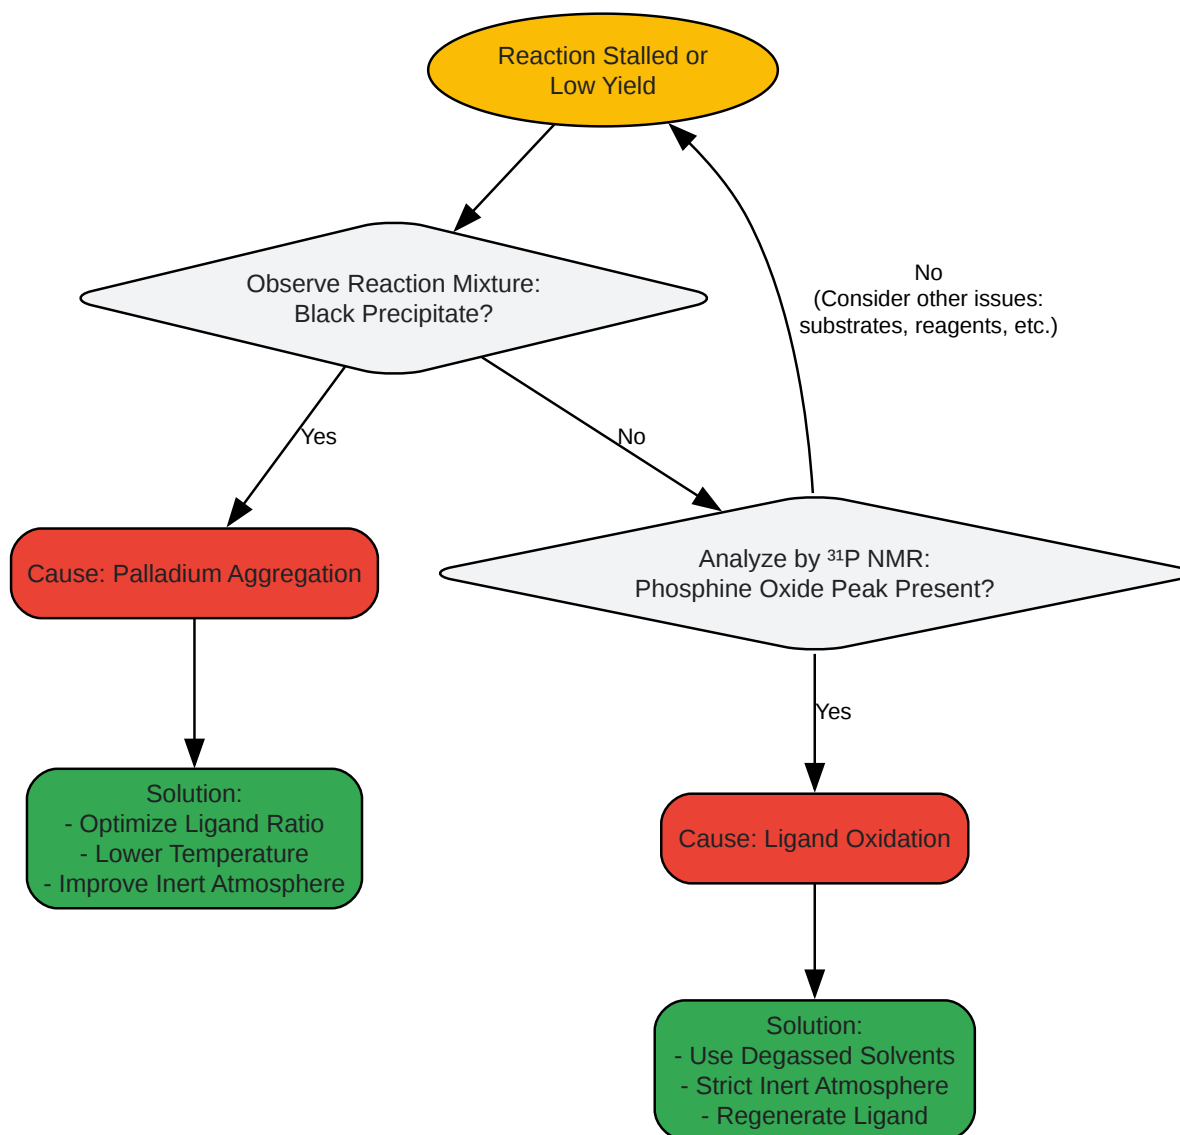 Reaction Stalled or
Low Yield
Observe Reaction Mixture:
Black Precipitate?
No
(Consider other issues:
substrates, reagents, etc.)
Yes
No
Cause: Palladium Aggregation
Analyze by ³¹P NMR:
Phosphine Oxide Peak Present?
Yes
Solution:
- Optimize Ligand Ratio
- Lower Temperature
- Improve Inert Atmosphere
Cause: Ligand Oxidation
Solution:
- Use Degassed Solvents
- Strict Inert Atmosphere
- Regenerate Ligand